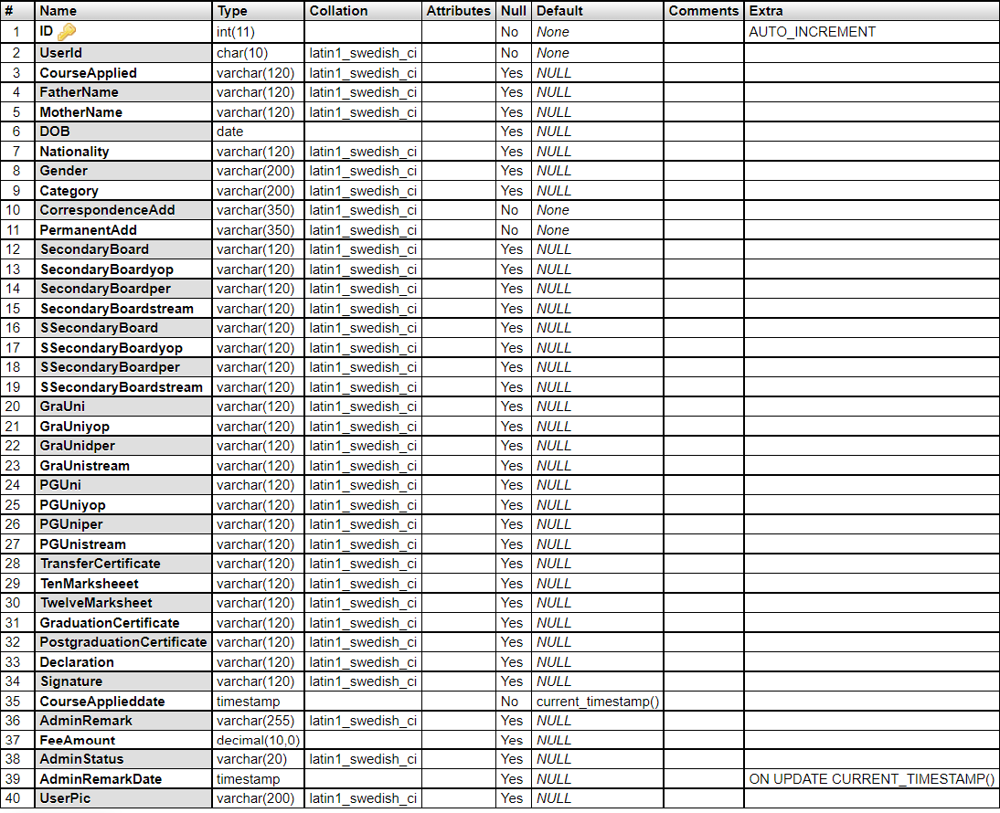 # Name Type Collation Attributes Null Default Comments Extra
1 ID int(11) No None AUTO_INCREMENT
2 UserId char(10) latin1_swedish_ci No None
3 CourseApplied varchar(120) latin1_swedish_ci Yes NULL
4 FatherName varchar(120) latin1_swedish_ci Yes NULL
5 MotherName varchar(120) latin1_swedish_ci Yes NULL
6 DOB date Yes NULL
7 Nationality varchar(120) latin1_swedish_ci Yes NULL
8 Gender varchar(200) latin1_swedish_ci Yes NULL
9 Category varchar(200) latin1_swedish_ci Yes NULL
10 CorrespondenceAdd varchar(350) latin1_swedish_ci No None
11 PermanentAdd varchar(350) latin1_swedish_ci No None
12 SecondaryBoard varchar(120) latin1_swedish_ci Yes NULL
13 SecondaryBoardyop varchar(120) latin1_swedish_ci Yes NULL
14 SecondaryBoardper varchar(120) latin1_swedish_ci Yes NULL
15 SecondaryBoardstream varchar(120) latin1_swedish_ci Yes NULL
16 SSecondaryBoard varchar(120) latin1_swedish_ci Yes NULL
17 SSecondaryBoardyop varchar(120) latin1_swedish_ci Yes NULL
18 SSecondaryBoardper varchar(120) latin1_swedish_ci Yes NULL
19 SSecondaryBoardstream varchar(120) latin1_swedish_ci Yes NULL
20 GraUni varchar(120) latin1_swedish_ci Yes NULL
21 GraUniyop varchar(120) latin1_swedish_ci Yes NULL
22 GraUnidper varchar(120) latin1_swedish_ci Yes NULL
23 GraUnistream varchar(120) latin1_swedish_ci Yes NULL
24 PGUni varchar(120) latin1_swedish_ci Yes NULL
25 PGUniyop varchar(120) latin1_swedish_ci Yes NULL
26 PGUniper varchar(120) latin1_swedish_ci Yes NULL
27 PGUnistream varchar(120) latin1_swedish_ci Yes NULL
28 TransferCertificate varchar(120) latin1_swedish_ci Yes NULL
29 TenMarksheeet varchar(120) latin1_swedish_ci Yes NULL
30 TwelveMarksheet varchar(120) latin1_swedish_ci Yes NULL
31 GraduationCertificate varchar(120) latin1_swedish_ci Yes NULL
32 PostgraduationCertificate varchar(120) latin1_swedish_ci Yes NULL
33 Declaration varchar(120) latin1_swedish_ci Yes NULL
34 Signature varchar(120) latin1_swedish_ci Yes NULL
35 CourseApplieddate timestamp No current_timestamp()
36 AdminRemark varchar(255) latin1_swedish_ci Yes NULL
37 FeeAmount decimal(10,0) Yes NULL
38 AdminStatus varchar(20) latin1_swedish_ci Yes NULL
39 AdminRemarkDate timestamp Yes NULL ON UPDATE CURRENT_TIMESTAMP()
40 UserPic varchar(200) latin1_swedish_ci Yes NULL